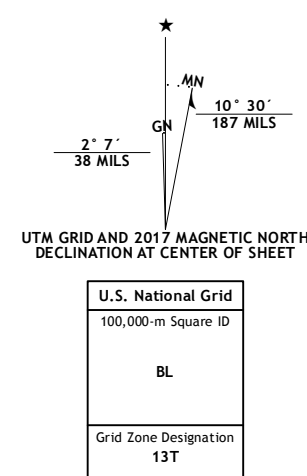 MN
GN
10° 30´
187 MILS
2° 7´
38 MILS
UTM GRID AND 2017 MAGNETIC NORTH
DECLINATION AT CENTER OF SHEET
U.S. National Grid
100,000-m Square ID
BL
Grid Zone Designation
13T